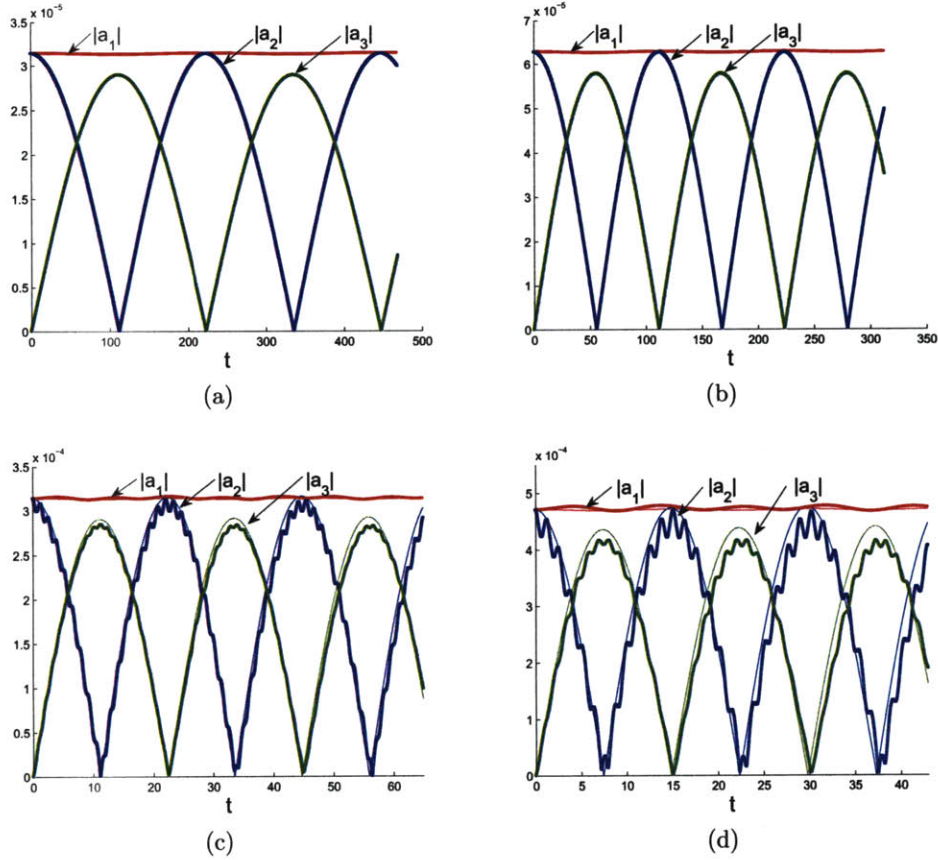 x 10⁻⁵
3.5
3
2.5
2
1.5
1
0.5
0
|a₁| |a₂| |a₃|
0 100 200 300 400 500
t
(a)
x 10⁻⁵
7
6
5
4
3
2
1
0
|a₁| |a₂| |a₃|
0 50 100 150 200 250 300 350
t
(b)
x 10⁻⁴
3.5
3
2.5
2
1.5
1
0.5
0
|a₁| |a₂| |a₃|
0 10 20 30 40 50 60
t
(c)
x 10⁻⁴
5
4
3
2
1
0
|a₁| |a₂| |a₃|
0 5 10 15 20 25 30 35 40
t
(d)